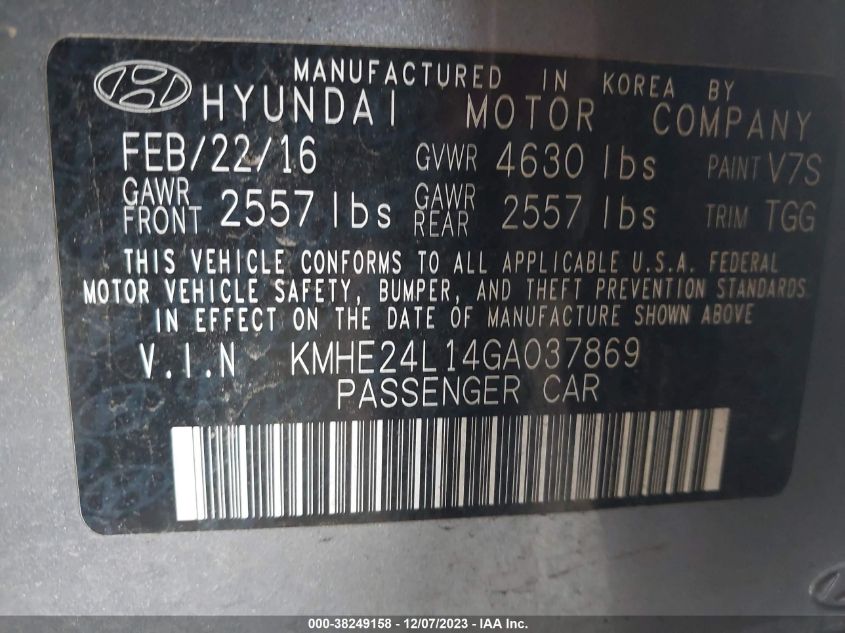 MANUFACTURED IN KOREA BY
HYUNDAI MOTOR COMPANY
FEB/22/16 GVWR 4630 lbs PAINT V7S
GAWR FRONT 2557 lbs GAWR REAR 2557 lbs TRIM TGG
THIS VEHICLE CONFORMS TO ALL APPLICABLE U.S.A. FEDERAL
MOTOR VEHICLE SAFETY, BUMPER, AND THEFT PREVENTION STANDARDS
IN EFFECT ON THE DATE OF MANUFACTURE SHOWN ABOVE
V.I.N KMHE24L14GA037869
PASSENGER CAR
000-38249158 - 12/07/2023 - IAA Inc.